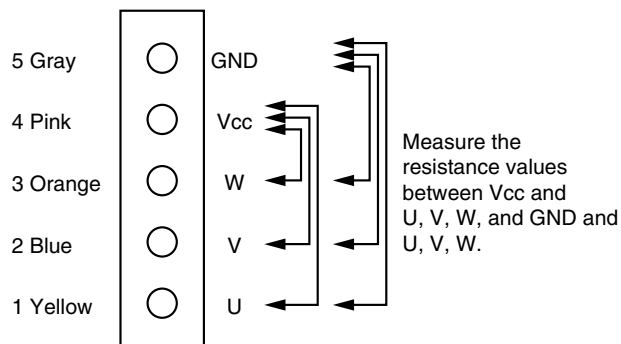 5 Gray GND
4 Pink Vcc
3 Orange W
2 Blue V
1 Yellow U
Measure the
resistance values
between Vcc and
U, V, W, and GND and
U, V, W.